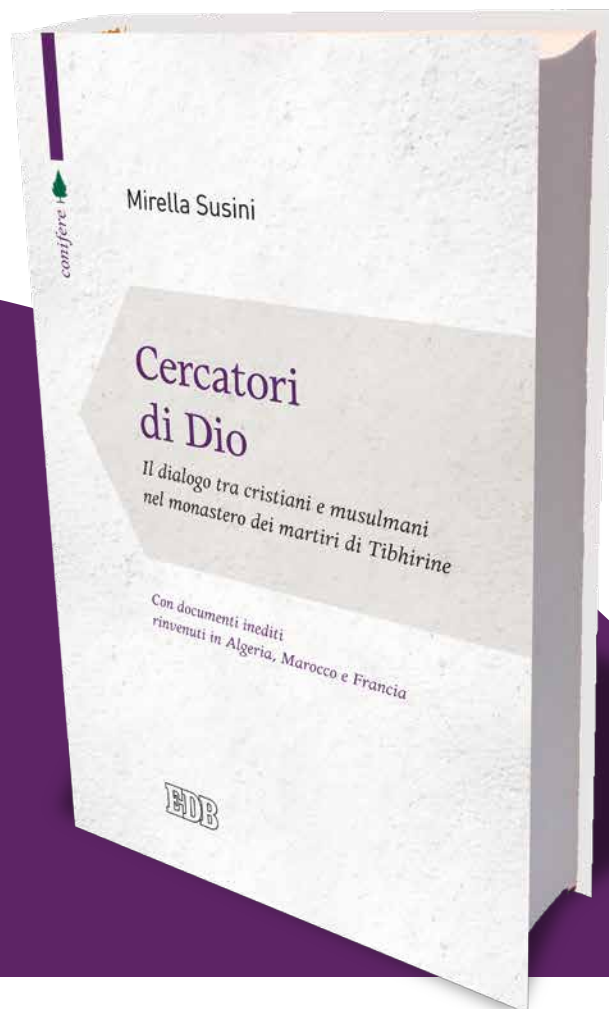 conifere
Mirella Susini
Cercatori
di Dio
Il dialogo tra cristiani e musulmani
nel monastero dei martiri di Tibhirine
Con documenti inediti
rinvenuti in Algeria, Marocco e Francia
EDB